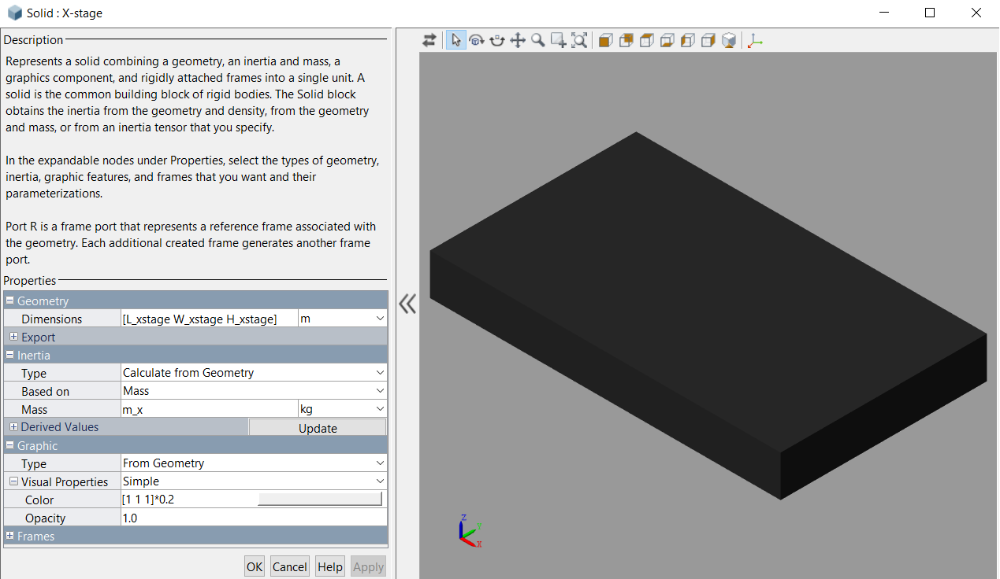 Solid : X-stage
Description
Represents a solid combining a geometry, an inertia and mass, a
graphics component, and rigidly attached frames into a single unit. A
solid is the common building block of rigid bodies. The Solid block
obtains the inertia from the geometry and density, from the geometry
and mass, or from an inertia tensor that you specify.
In the expandable nodes under Properties, select the types of geometry,
inertia, graphic features, and frames that you want and their
parameterizations.
Port R is a frame port that represents a reference frame associated with
the geometry. Each additional created frame generates another frame
port.
Properties
Geometry
Dimensions [L_xstage W_xstage H_xstage] m
Export
Inertia
Type Calculate from Geometry
Based on Mass
Mass m_x kg
Derived Values Update
Graphic
Type From Geometry
Visual Properties Simple
Color [1 1 1]*0.2
Opacity 1.0
Frames
OK Cancel Help Apply
Z
Y
X